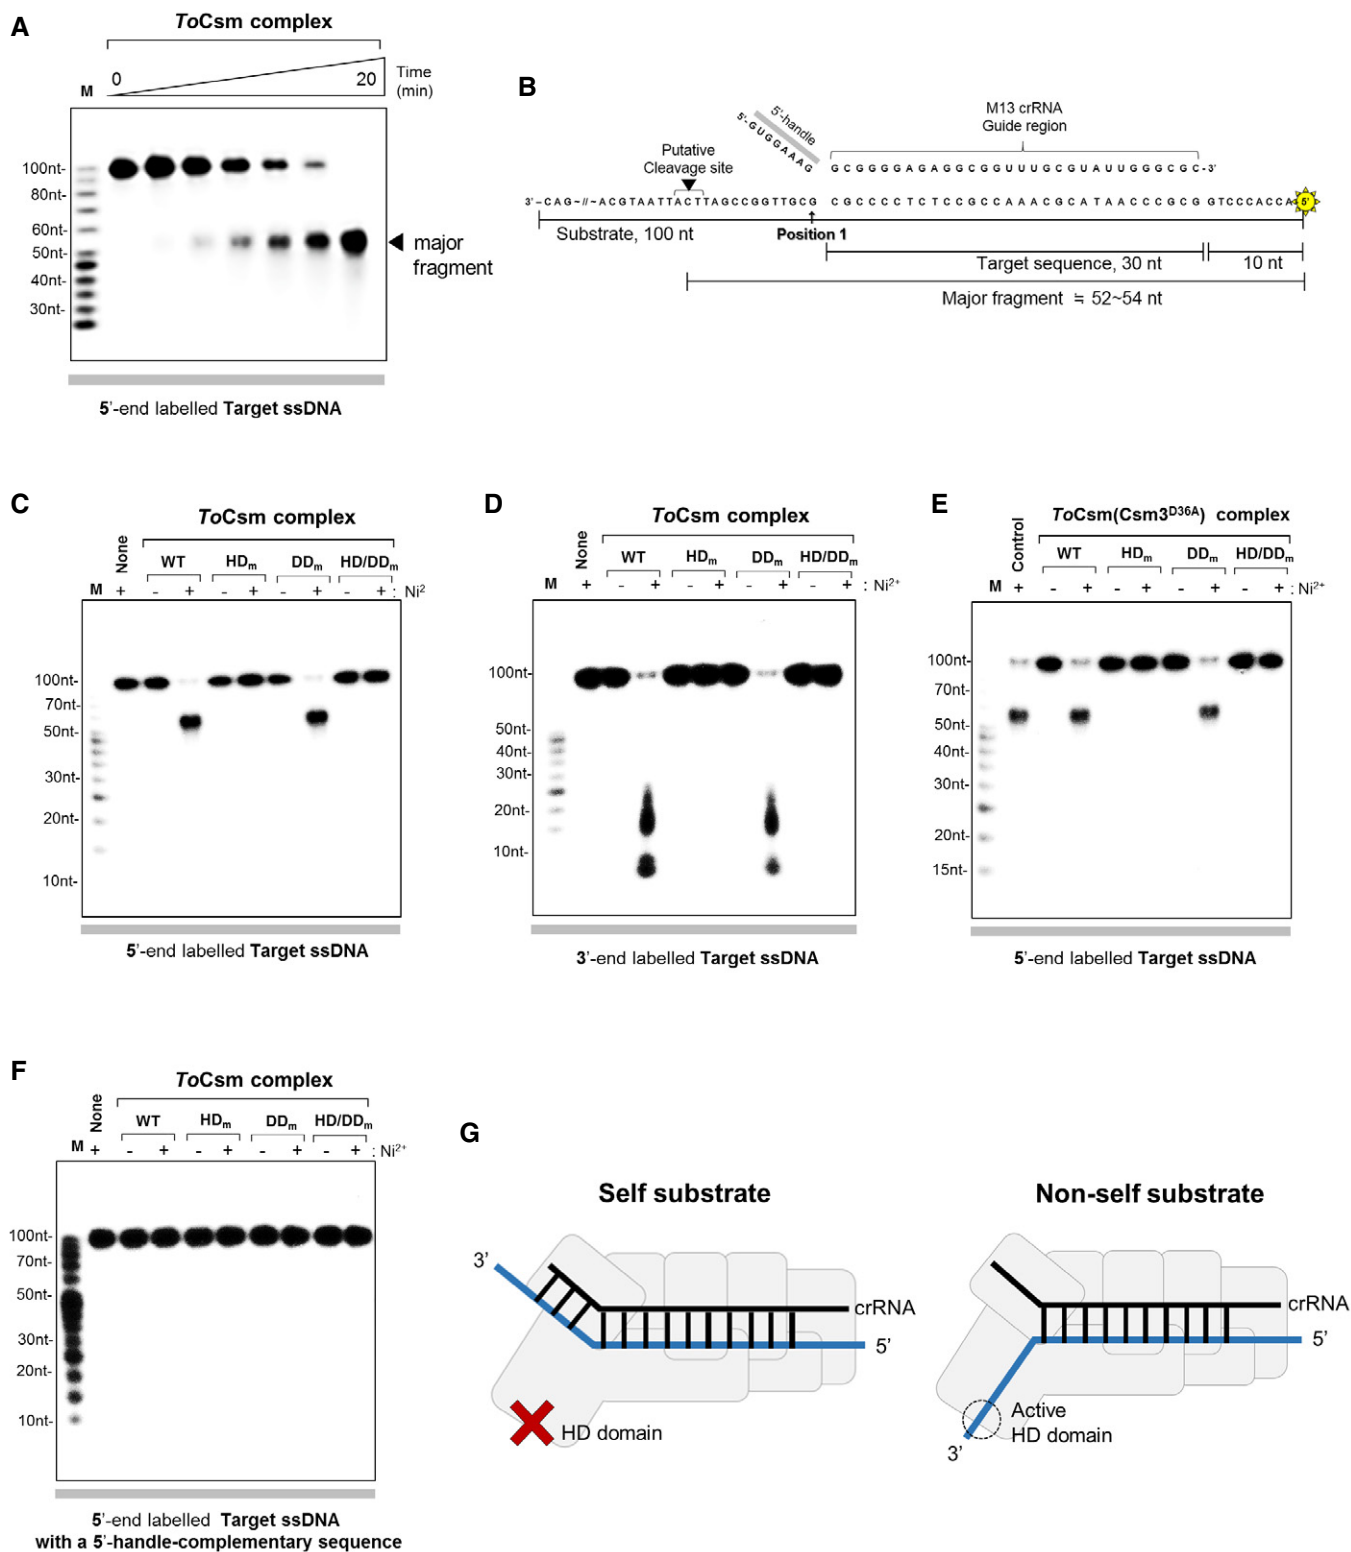 A
ToCsm complex
0 20 Time (min)
M
100nt-
80nt-
60nt-
50nt-
40nt-
30nt-
major fragment
5'-end labelled Target ssDNA
B
5'-GUGGAAAG
5'-handle
M13 crRNA
Guide region
GCGGGGAGAGGCGGUUUGCGUAUUGGGCGC-3'
Putative
Cleavage site
3'-CAG~//~ACGTAATTACTTAGCCGGTTGCG CGCCCCTCTCCGCCAAACGCATAACCCGCG GTCCCACCA 5'
Substrate, 100 nt
Position 1
Target sequence, 30 nt
10 nt
Major fragment ≒ 52~54 nt
C
ToCsm complex
None
WT HDm DDm HD/DDm
M + - + - + - + - + : Ni2
100nt-
70nt-
50nt-
30nt-
20nt-
10nt-
5'-end labelled Target ssDNA
D
ToCsm complex
None
WT HDm DDm HD/DDm
M + - + - + - + - + : Ni2+
100nt-
50nt-
40nt-
30nt-
20nt-
10nt-
3'-end labelled Target ssDNA
E
ToCsm(Csm3D36A) complex
Control
WT HDm DDm HD/DDm
M + - + - + - + - + : Ni2+
100nt-
70nt-
50nt-
40nt-
30nt-
20nt-
15nt-
5'-end labelled Target ssDNA
F
ToCsm complex
None
WT HDm DDm HD/DDm
M + - + - + - + - + : Ni2+
100nt-
70nt-
50nt-
30nt-
20nt-
10nt-
5'-end labelled Target ssDNA
with a 5'-handle-complementary sequence
G
Self substrate
3'
crRNA
5'
HD domain
Non-self substrate
crRNA
5'
Active
HD domain
3'